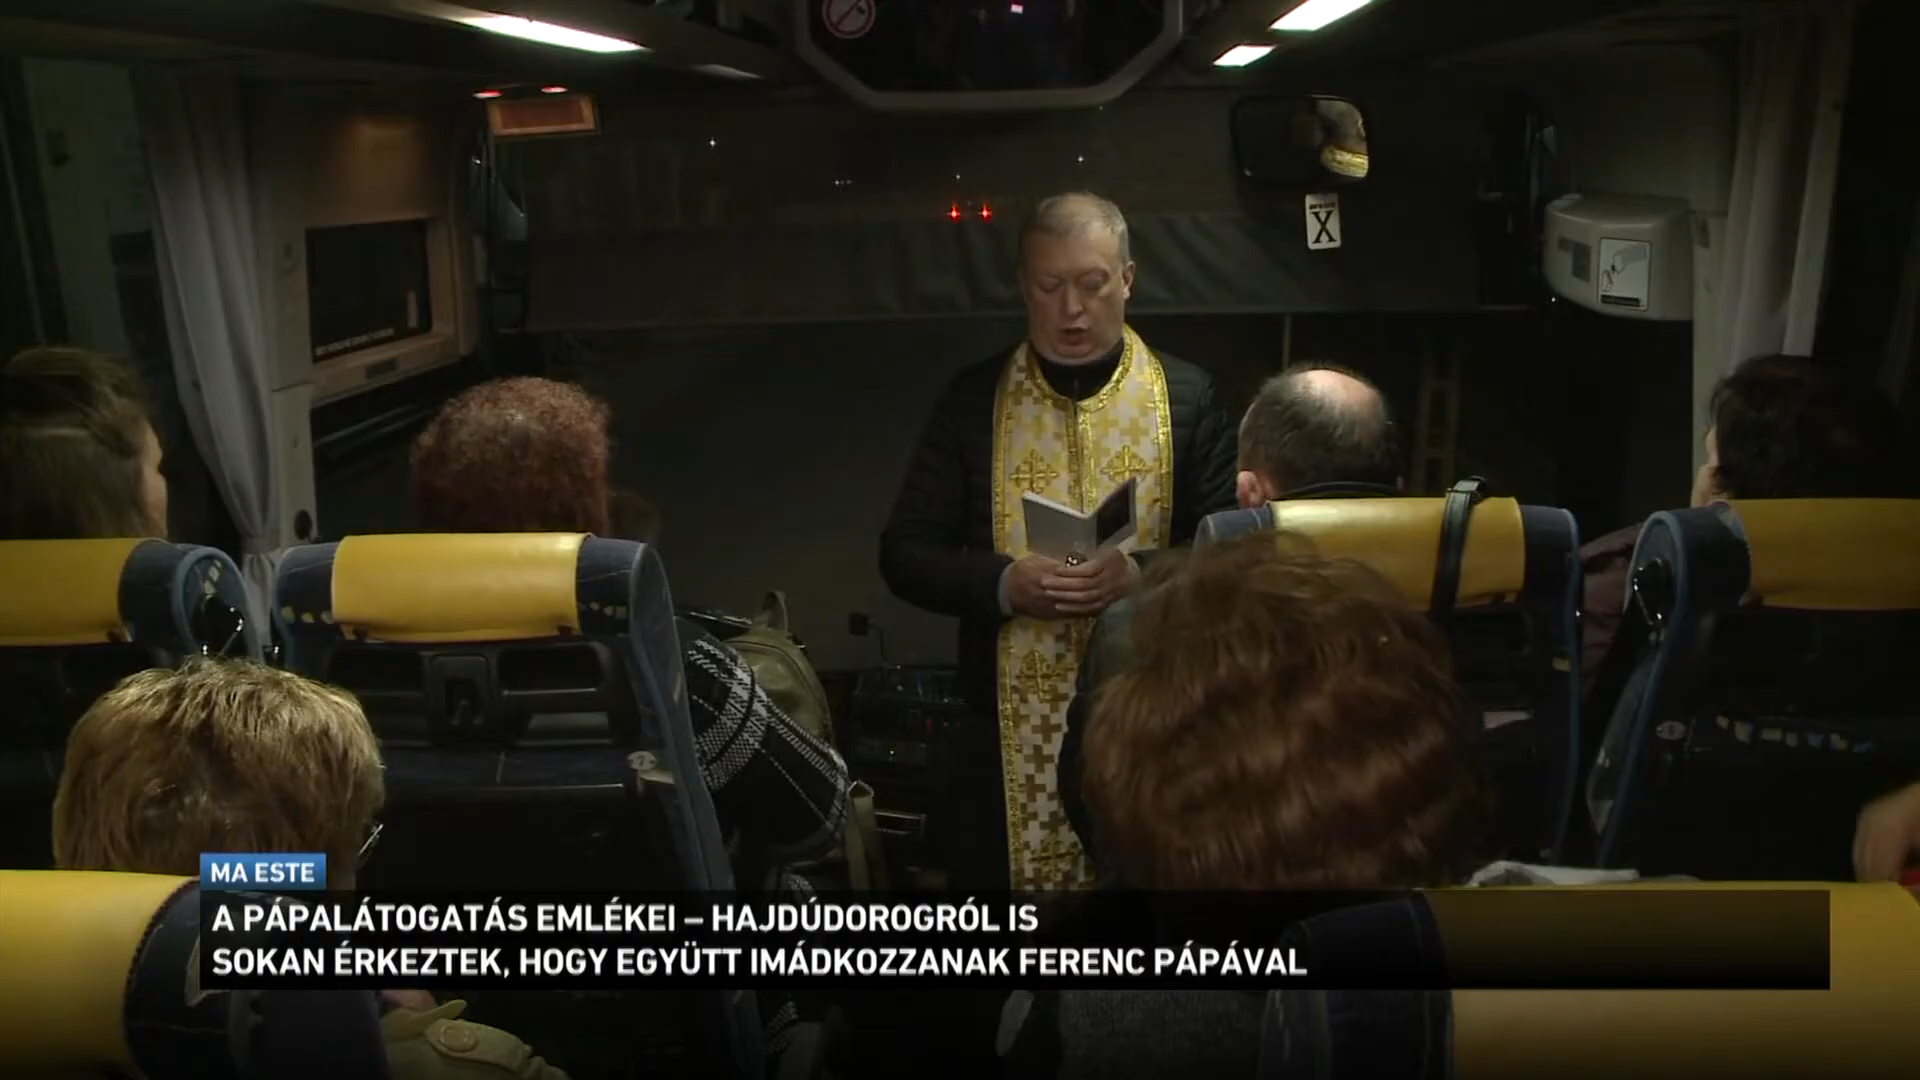 X
MA ESTE
A PÁPALÁTOGATÁS EMLÉKEI – HAJDÚDOROGRÓL IS
SOKAN ÉRKEZTEK, HOGY EGYÜTT IMÁDKOZZANAK FERENC PÁPÁVAL